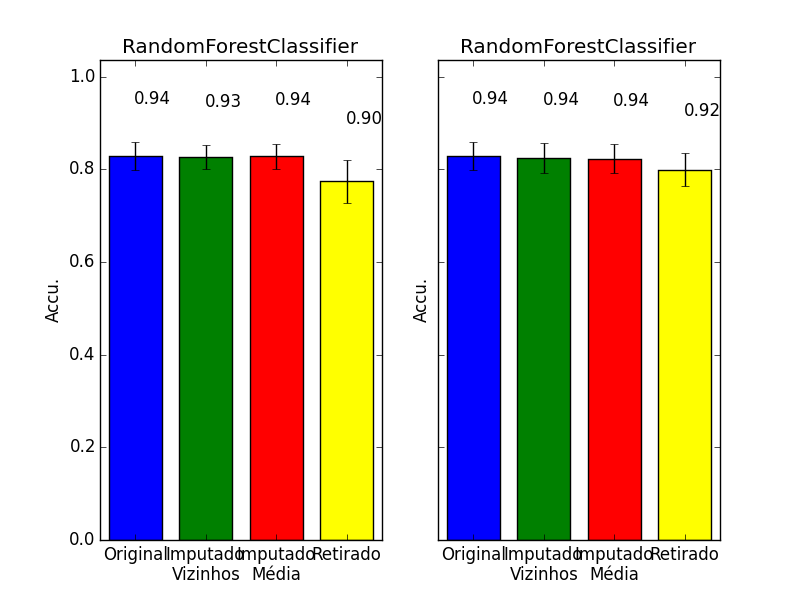 RandomForestClassifier
1.0
0.8
0.6
0.4
0.2
0.0
Accu.
0.94
0.93
0.94
0.90
Original
Imputado
Vizinhos
Imputado
Média
Retirado
RandomForestClassifier
Accu.
0.94
0.94
0.94
0.92
Original
Imputado
Vizinhos
Imputado
Média
Retirado